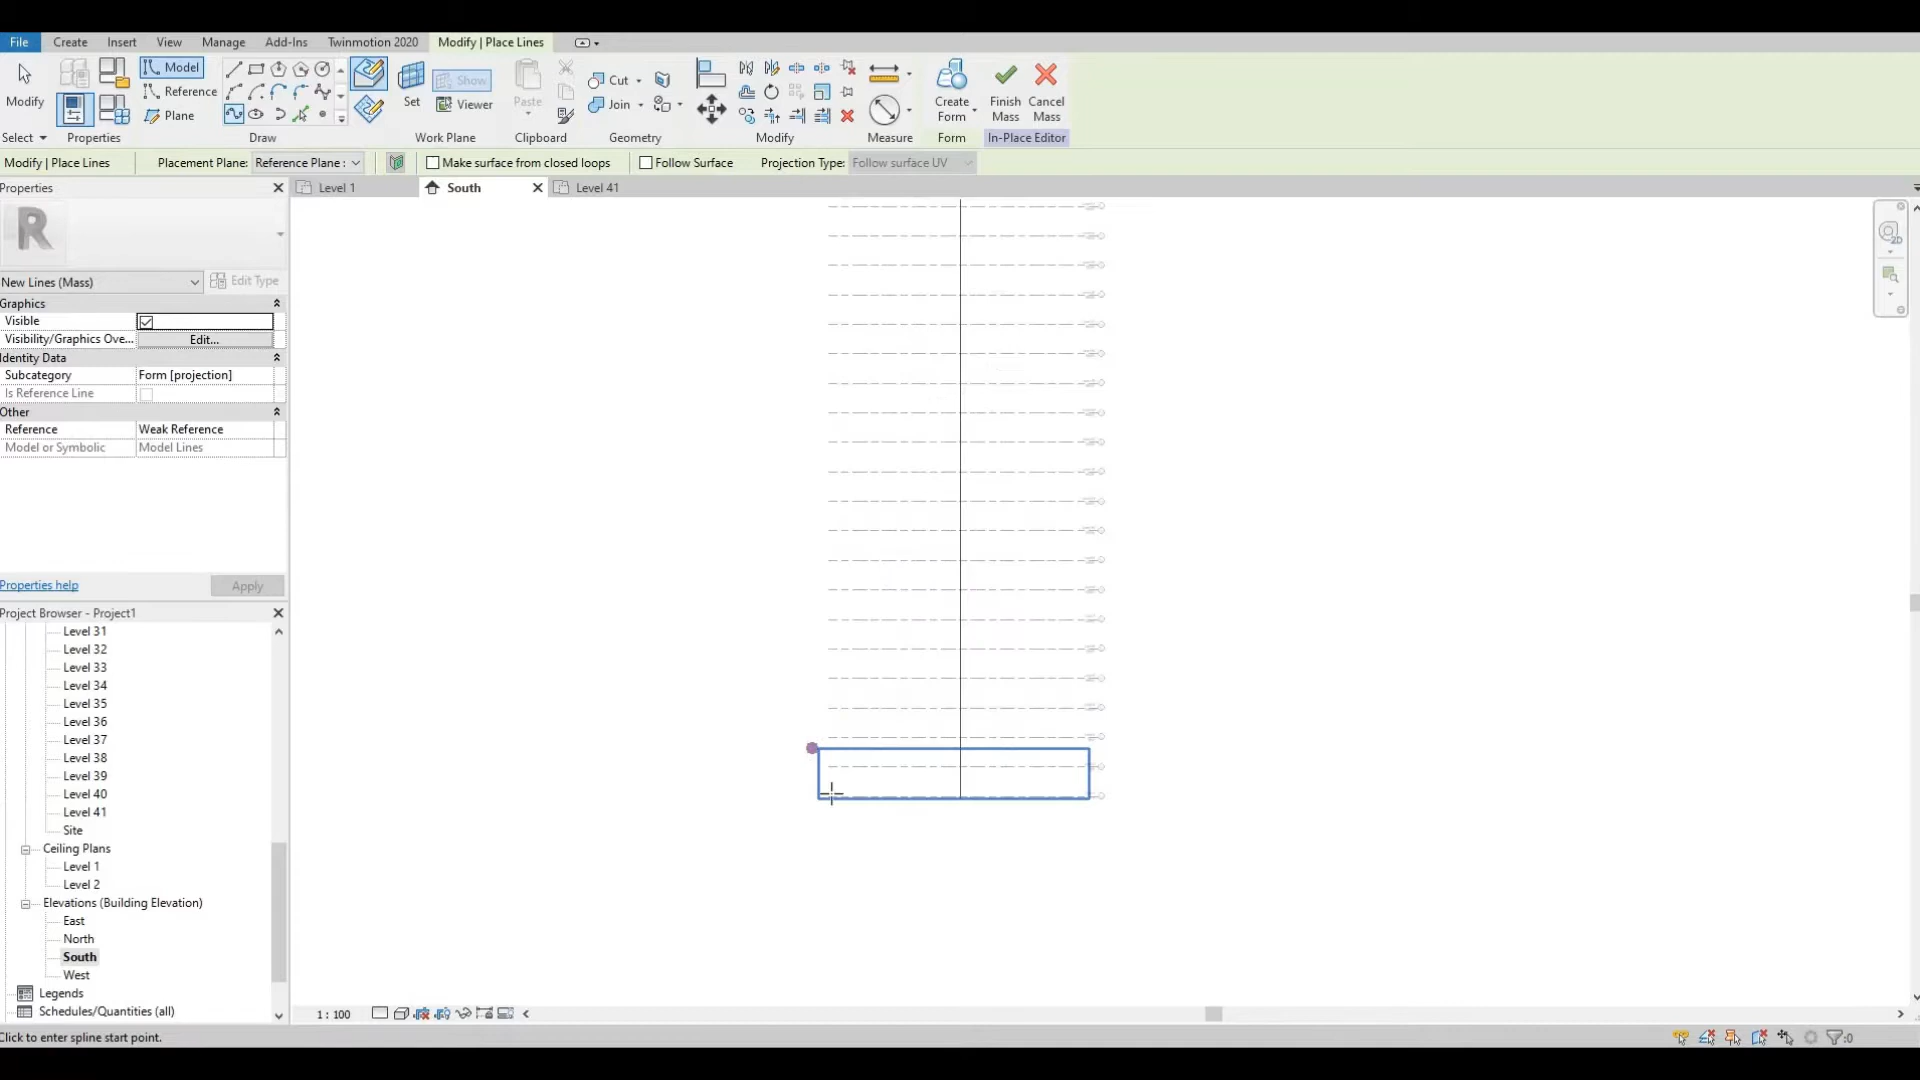 File Create Insert View Manage Add-Ins Twinmotion 2020 Modify | Place Lines
Model
Reference
Plane
Modify
Set
Show
Viewer
Paste
Cut
Join
Create
Form
Finish
Mass
Cancel
Mass
Select Properties Draw Work Plane Clipboard Geometry Modify Measure Form In-Place Editor
Modify | Place Lines Placement Plane: Reference Plane : Make surface from closed loops Follow Surface Projection Type: Follow surface UV
Properties
Level 1 South Level 41
R
2D
New Lines (Mass) Edit Type
Graphics
Visible
Visibility/Graphics Ove... Edit...
Identity Data
Subcategory Form [projection]
Is Reference Line
Other
Reference Weak Reference
Model or Symbolic Model Lines
Properties help Apply
Project Browser - Project1
Level 31
Level 32
Level 33
Level 34
Level 35
Level 36
Level 37
Level 38
Level 39
Level 40
Level 41
Site
Ceiling Plans
Level 1
Level 2
Elevations (Building Elevation)
East
North
South
West
Legends
Schedules/Quantities (all)
1 : 100
Click to enter spline start point.
:0